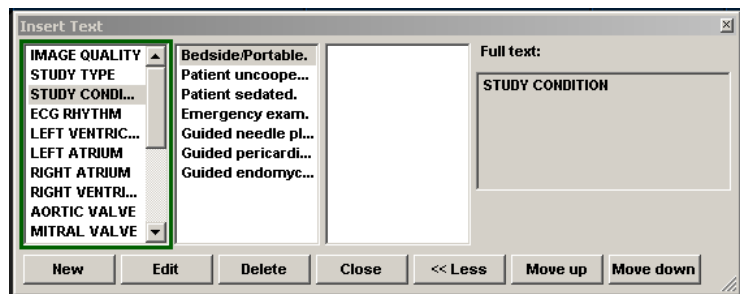 Insert Text
IMAGE QUALITY
STUDY TYPE
STUDY CONDI...
ECG RHYTHM
LEFT VENTRIC...
LEFT ATRIUM
RIGHT ATRIUM
RIGHT VENTRI...
AORTIC VALVE
MITRAL VALVE
Bedside/Portable.
Patient uncoope...
Patient sedated.
Emergency exam.
Guided needle pl...
Guided pericardi...
Guided endomyc...
Full text:
STUDY CONDITION
New Edit Delete Close << Less Move up Move down